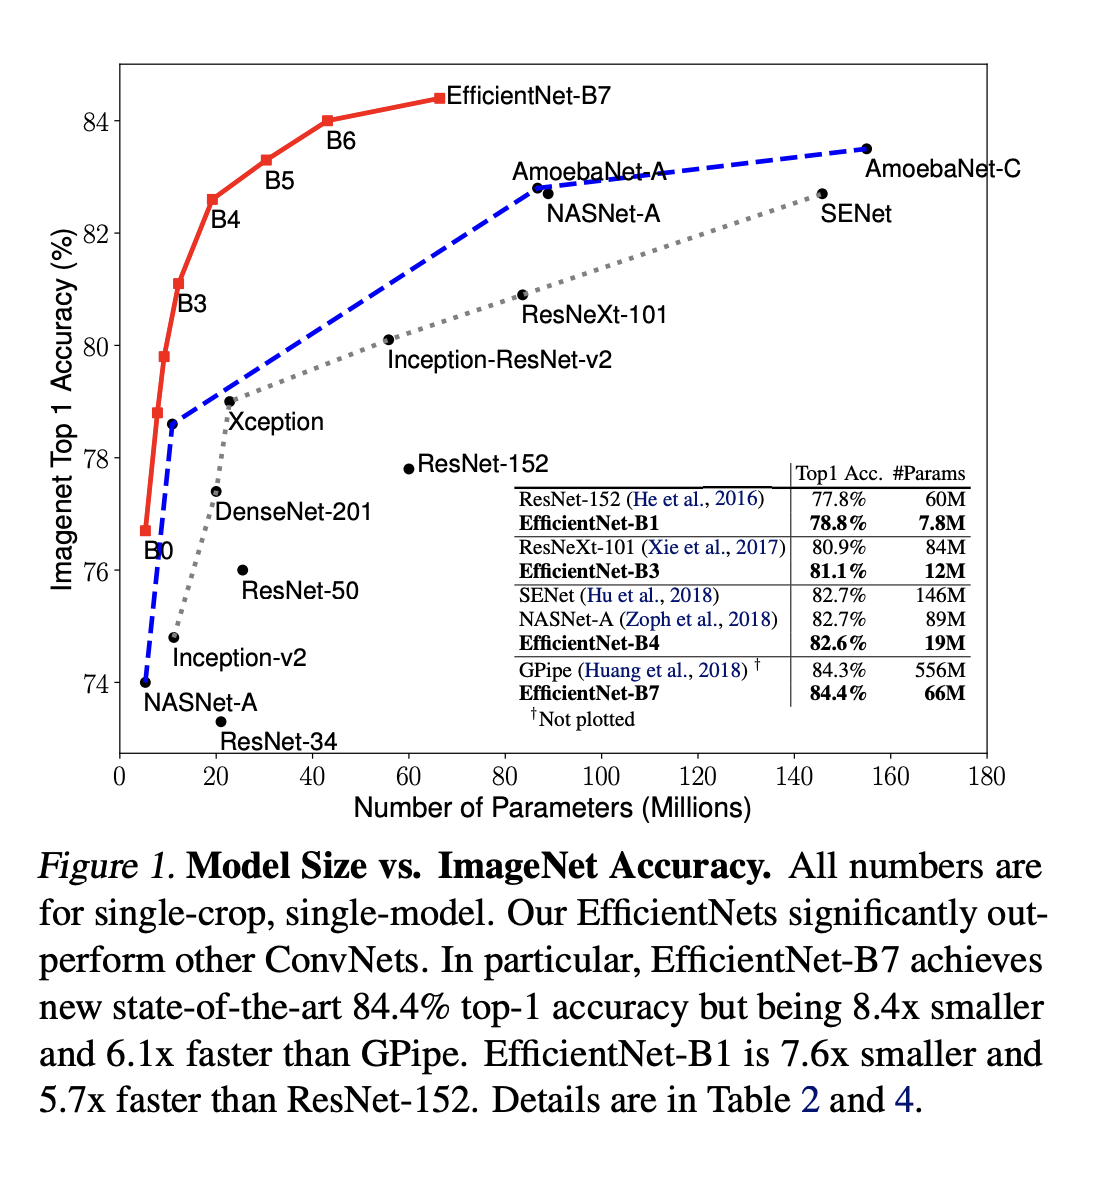 EfficientNet-B7
84
B6
AmoebaNet-A
AmoebaNet-C
B5
NASNet-A
SENet
B4
82
B3
ResNeXt-101
80
Inception-ResNet-v2
Xception
78
ResNet-152
DenseNet-201
B0
76
ResNet-50
Inception-v2
74
NASNet-A
ResNet-34
Imagenet Top 1 Accuracy (%)
0 20 40 60 80 100 120 140 160 180
Number of Parameters (Millions)
Top1 Acc. #Params
ResNet-152 (He et al., 2016) 77.8% 60M
EfficientNet-B1 78.8% 7.8M
ResNeXt-101 (Xie et al., 2017) 80.9% 84M
EfficientNet-B3 81.1% 12M
SENet (Hu et al., 2018) 82.7% 146M
NASNet-A (Zoph et al., 2018) 82.7% 89M
EfficientNet-B4 82.6% 19M
GPipe (Huang et al., 2018) † 84.3% 556M
EfficientNet-B7 84.4% 66M
†Not plotted
Figure 1. Model Size vs. ImageNet Accuracy. All numbers are
for single-crop, single-model. Our EfficientNets significantly out-
perform other ConvNets. In particular, EfficientNet-B7 achieves
new state-of-the-art 84.4% top-1 accuracy but being 8.4x smaller
and 6.1x faster than GPipe. EfficientNet-B1 is 7.6x smaller and
5.7x faster than ResNet-152. Details are in Table 2 and 4.